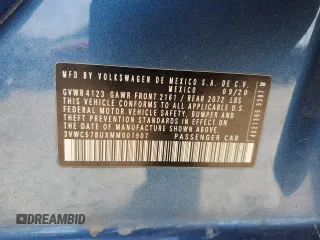 MFD BY VOLKSWAGEN DE MEXICO S.A. DE C.V.
MEXICO 09/20
GVWR 4123 GAWR FRONT 2161 / REAR 2072 LBS
THIS VEHICLE CONFORMS TO ALL APPLICABLE U.S.
FEDERAL MOTOR VEHICLE SAFETY, BUMPER AND
THEFT PREVENTION STANDARDS IN EFFECT ON THE
DATE OF MANUFACTURE SHOWN ABOVE.
3VWC57BUXMM001907 PASSENGER CAR
DREAMBID